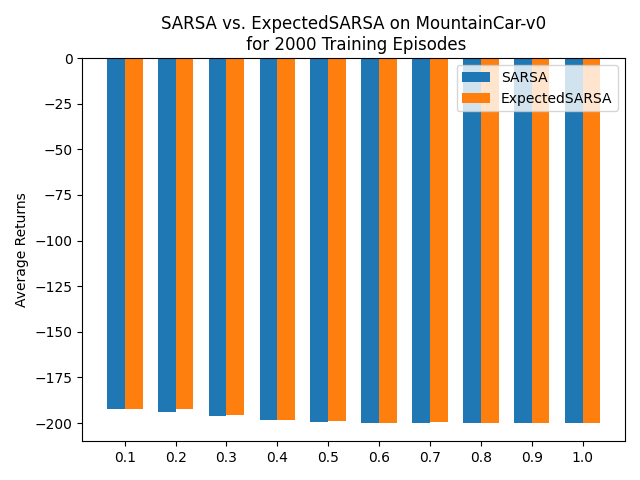 SARSA vs. ExpectedSARSA on MountainCar-v0
for 2000 Training Episodes
SARSA
ExpectedSARSA
Average Returns
0
−25
−50
−75
−100
−125
−150
−175
−200
0.1 0.2 0.3 0.4 0.5 0.6 0.7 0.8 0.9 1.0